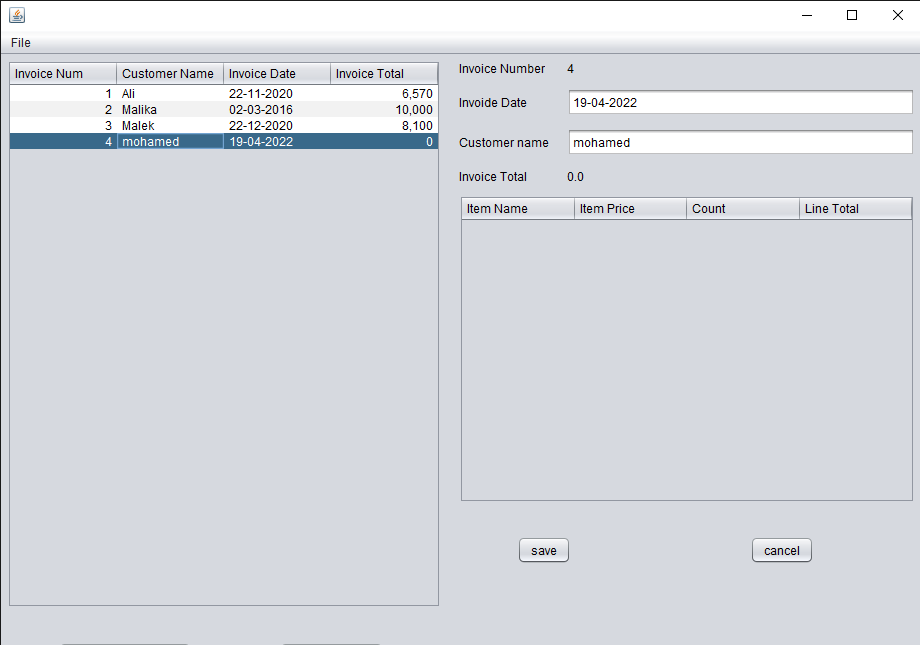 File
Invoice Num Customer Name Invoice Date Invoice Total
1 Ali 22-11-2020 6,570
2 Malika 02-03-2016 10,000
3 Malek 22-12-2020 8,100
4 mohamed 19-04-2022 0
Invoice Number 4
Invoide Date 19-04-2022
Customer name mohamed
Invoice Total 0.0
Item Name Item Price Count Line Total
save cancel